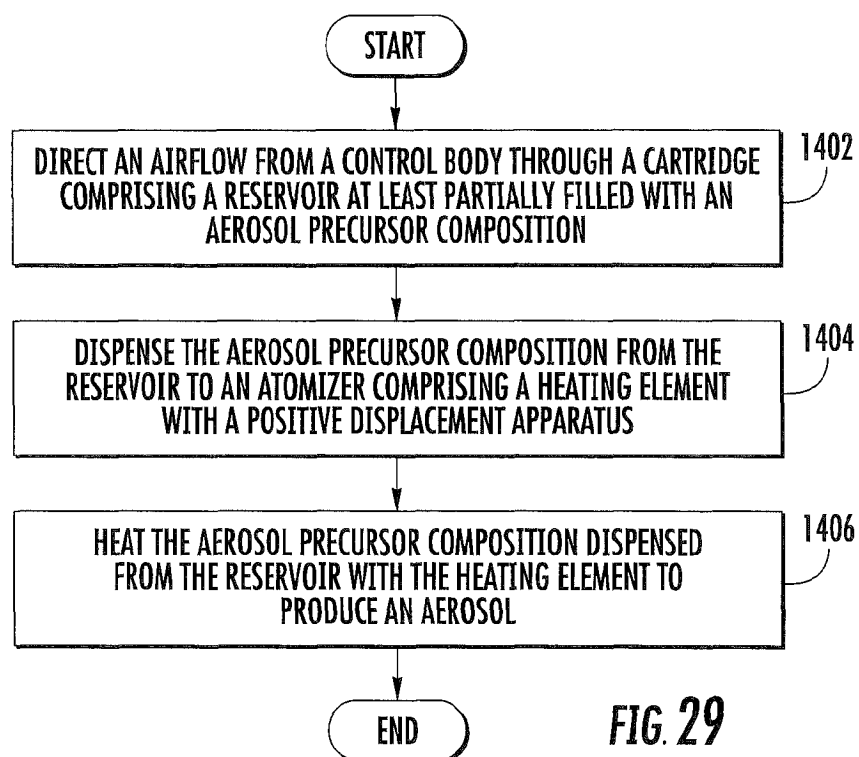 START
DIRECT AN AIRFLOW FROM A CONTROL BODY THROUGH A CARTRIDGE
COMPRISING A RESERVOIR AT LEAST PARTIALLY FILLED WITH AN
AEROSOL PRECURSOR COMPOSITION
1402
DISPENSE THE AEROSOL PRECURSOR COMPOSITION FROM THE
RESERVOIR TO AN ATOMIZER COMPRISING A HEATING ELEMENT
WITH A POSITIVE DISPLACEMENT APPARATUS
1404
HEAT THE AEROSOL PRECURSOR COMPOSITION DISPENSED
FROM THE RESERVOIR WITH THE HEATING ELEMENT TO
PRODUCE AN AEROSOL
1406
END
FIG. 29